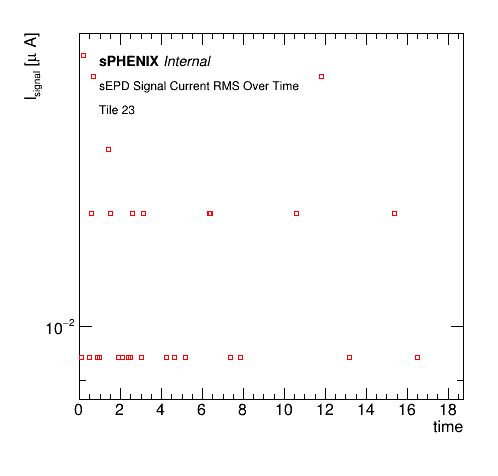 I_signal [μ A]
sPHENIX Internal
sEPD Signal Current RMS Over Time
Tile 23
10⁻²
0 2 4 6 8 10 12 14 16 18
time